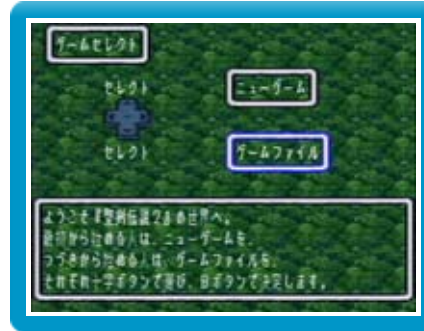 ゲームセレクト
セレクト
ニューゲーム
セレクト
ゲームファイル
ようこそ『聖剣伝説2』の世界へ。
最初から始める人は、ニューゲームを、
つづきから始める人は、ゲームファイルを、
それぞれ十字ボタンで選び、Bボタンで決定します。